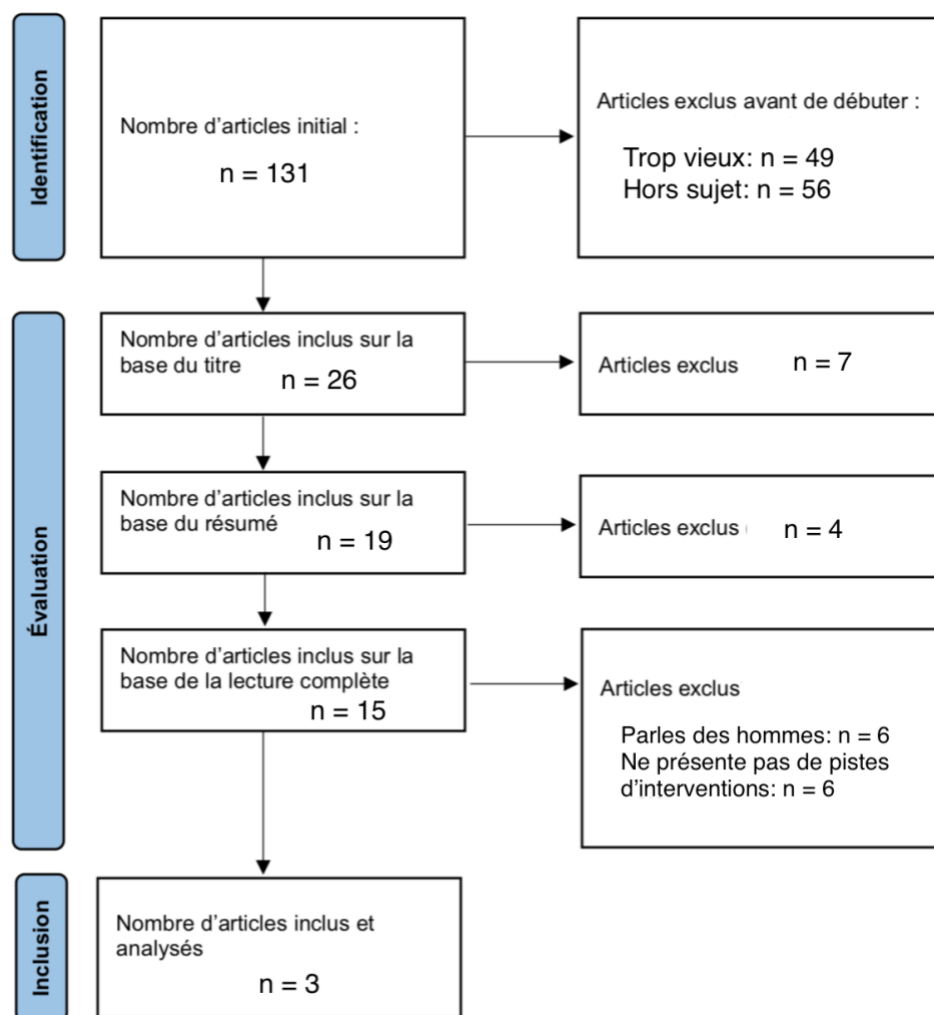 Identification
Nombre d'articles initial :
n = 131
Articles exclus avant de débuter :
Trop vieux: n = 49
Hors sujet: n = 56
Évaluation
Nombre d'articles inclus sur la
base du titre
n = 26
Articles exclus
n = 7
Nombre d'articles inclus sur la
base du résumé
n = 19
Articles exclus
n = 4
Nombre d'articles inclus sur la
base de la lecture complète
n = 15
Articles exclus
Parles des hommes: n = 6
Ne présente pas de pistes
d'interventions: n = 6
Inclusion
Nombre d'articles inclus et
analysés
n = 3